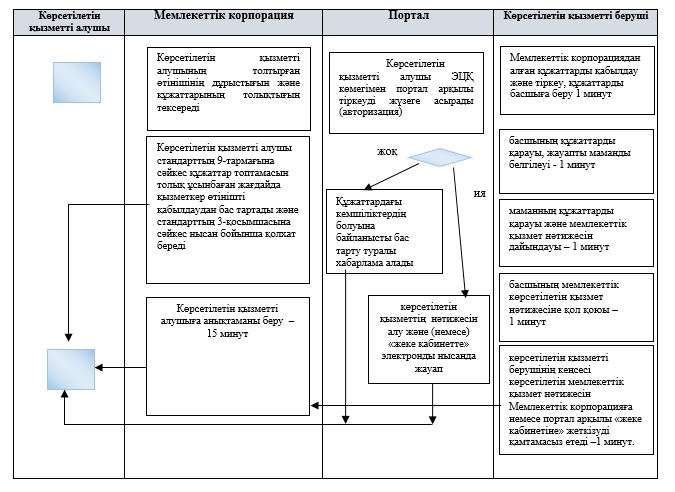 Көрсетілетін
қызметті алушы
Мемлекеттік корпорация
Портал
Көрсетілетін қызметті беруші
Көрсетілетін қызметті
алушының толтырған
өтінішінің дұрыстығын және
құжаттарының толықтығын
тексереді
Көрсетілетін қызметті алушы
стандарттың 9-тармағына
сәйкес құжаттар топтамасын
толық ұсынбаған жағдайда
қызметкер өтінішті
қабылдаудан бас тартады және
стандарттың 3-қосымшасына
сәйкес нысан бойынша қолхат
береді
Көрсетілетін қызметті
алушыға анықтаманы беру –
15 минут
Көрсетілетін
қызметті алушы ЭЦҚ
көмегімен портал арқылы
тіркеуді жүзеге асырады
(авторизация)
жоқ
ия
Құжаттардағы
кемшіліктердің
болуына
байланысты бас
тарту туралы
хабарлама алады
көрсетілетін
қызметтің нәтижесін
алу және (немесе)
«жеке кабинетте»
электронды нысанда
жауап
Мемлекеттік корпорациядан
алған құжаттарды қабылдау
және тіркеу, құжаттарды
басшыға беру 1 минут
басшының құжаттарды
қарауы, жауапты маманды
белгілеуі - 1 минут
маманның құжаттарды
қарауы және мемлекеттік
қызмет нәтижесін
дайындауы – 1 минут
басшының мемлекеттік
көрсетілетін қызмет
нәтижесіне қол қоюы –
1 минут
көрсетілетін қызметті
берушінің кеңсесі
көрсетілетін мемлекеттік
қызмет нәтижесін
Мемлекеттік корпорацияға
немесе портал арқылы «жеке
кабинетіне» жеткізуді
қамтамасыз етеді –1 минут.